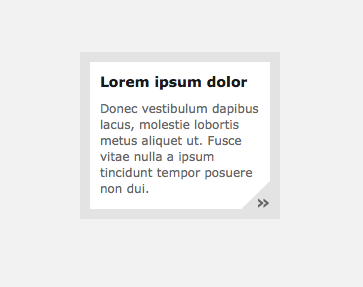 Lorem ipsum dolor
Donec vestibulum dapibus
lacus, molestie lobortis
metus aliquet ut. Fusce
vitae nulla a ipsum
tincidunt tempor posuere
non dui.
»